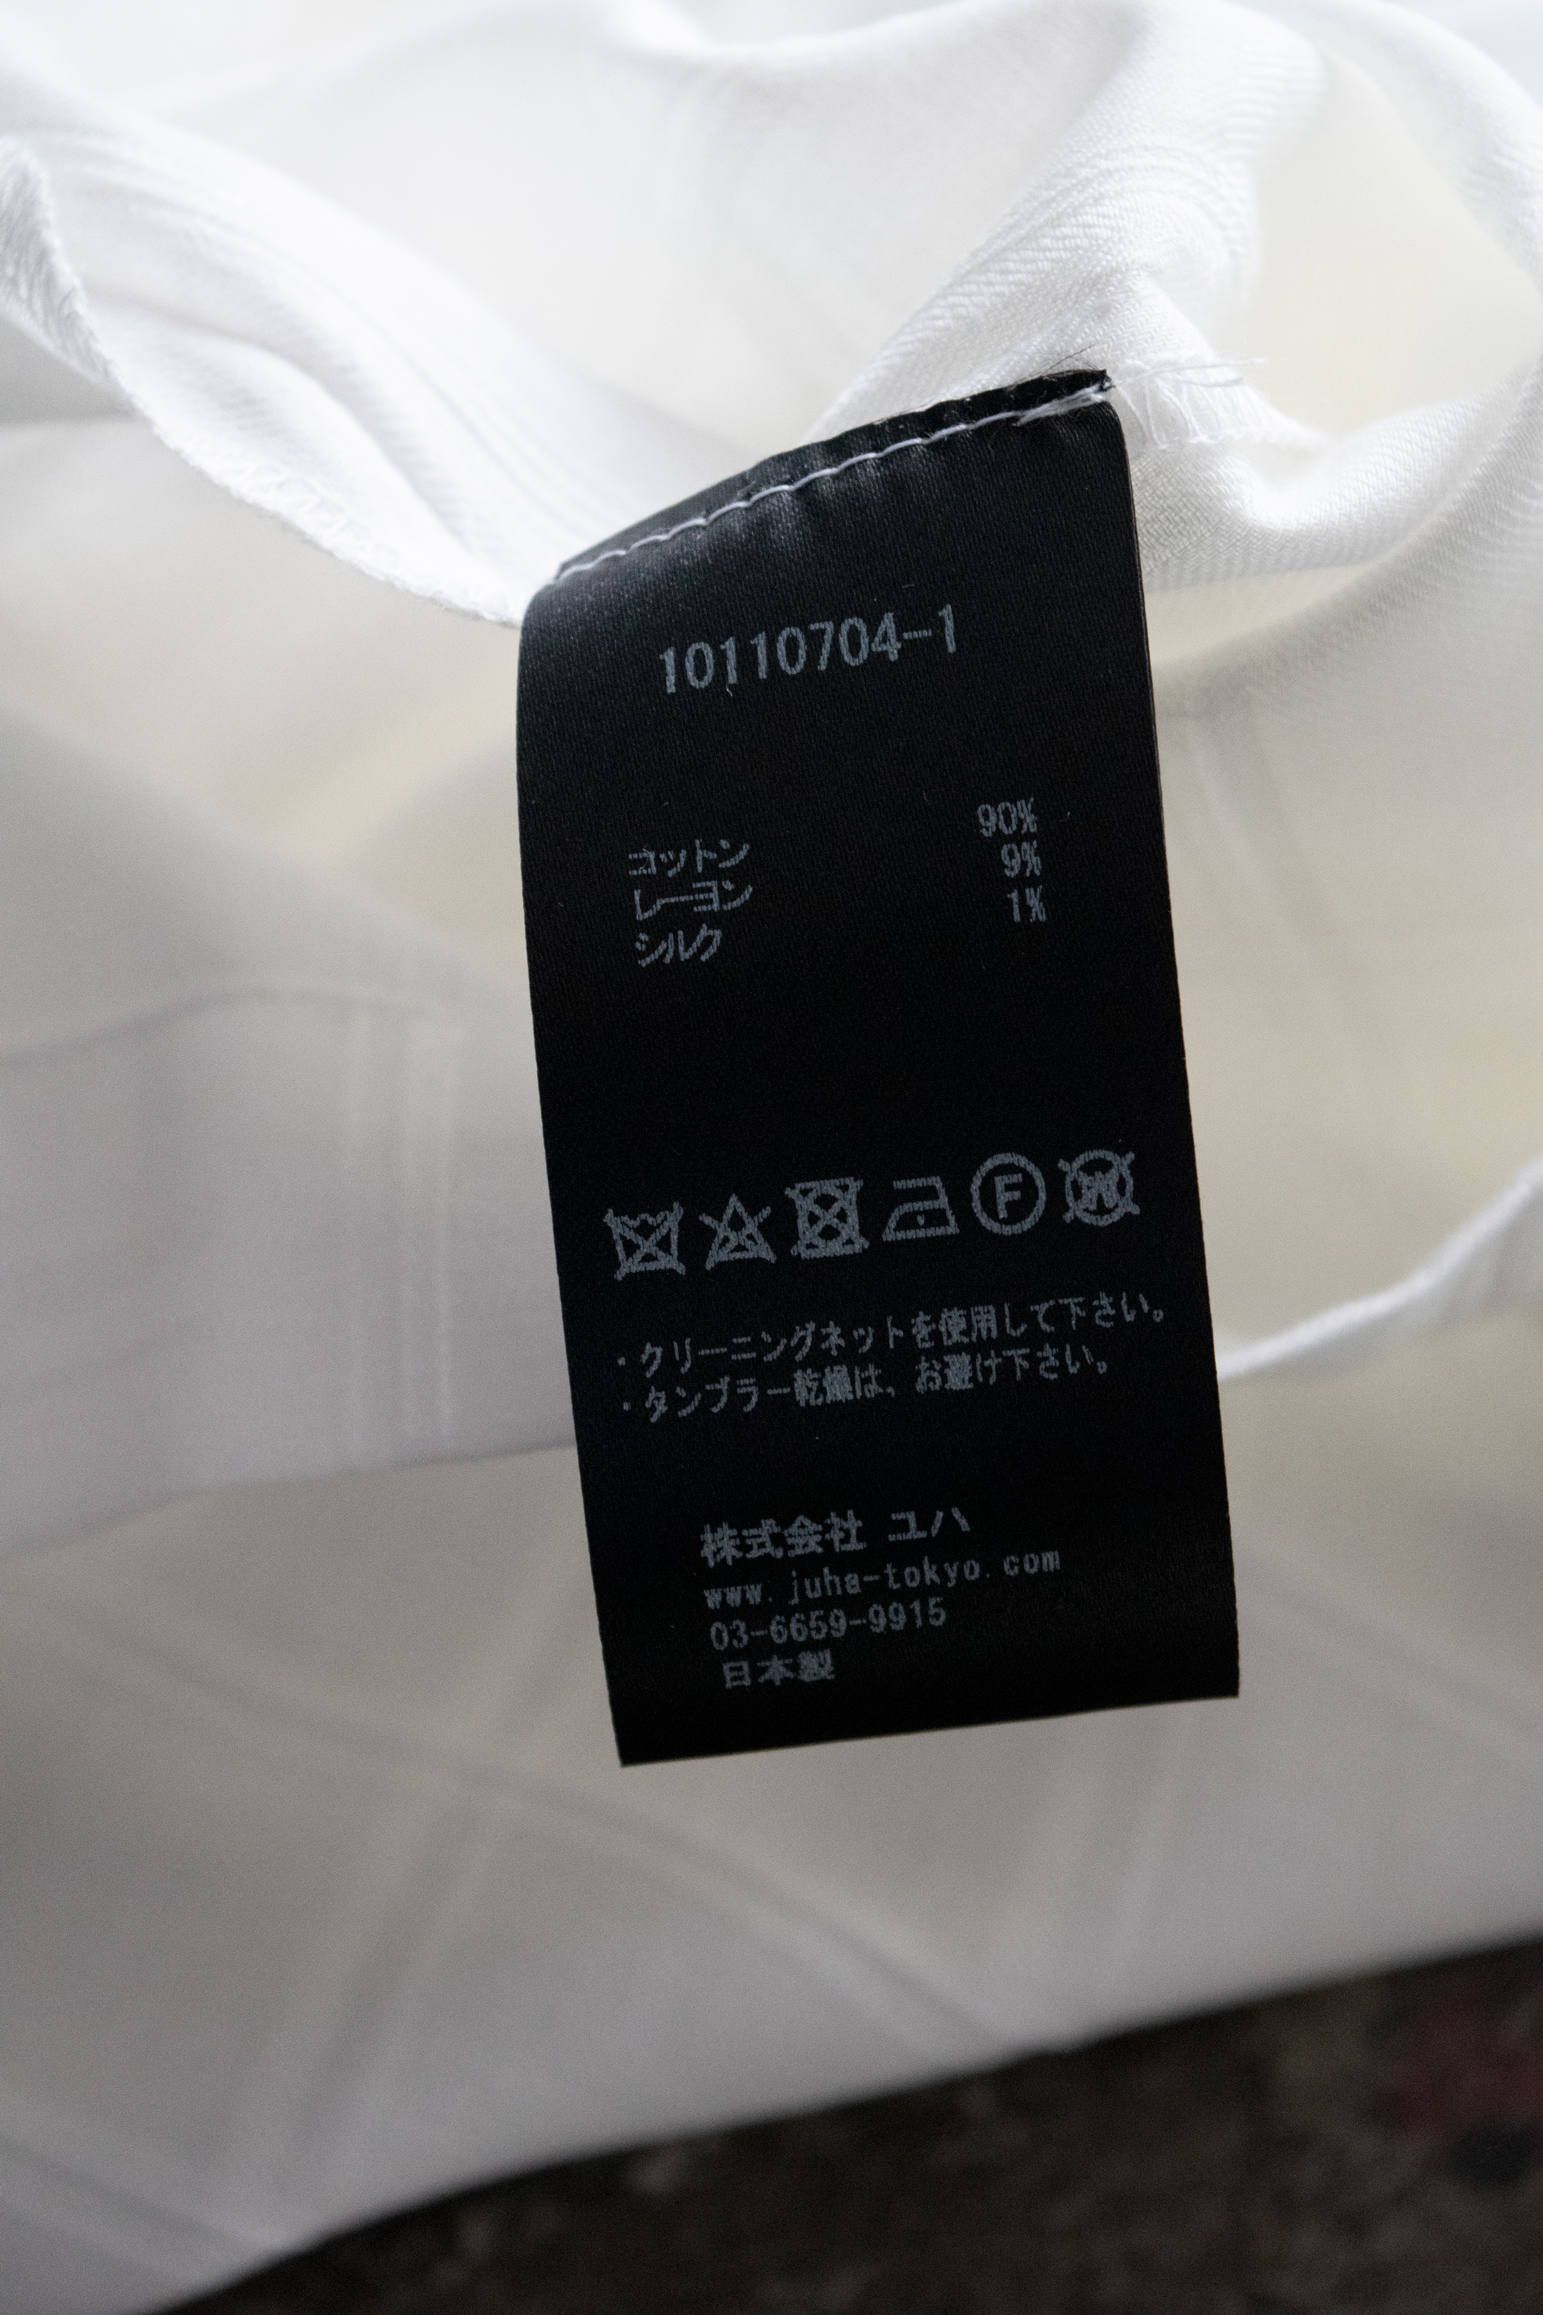 10110704-1
コットン 90%
レーヨン 9%
シルク 1%
・クリーニングネットを使用して下さい。
・タンブラー乾燥は、お避け下さい。
株式会社 ユハ
www.juha-tokyo.com
03-6659-9915
日本製